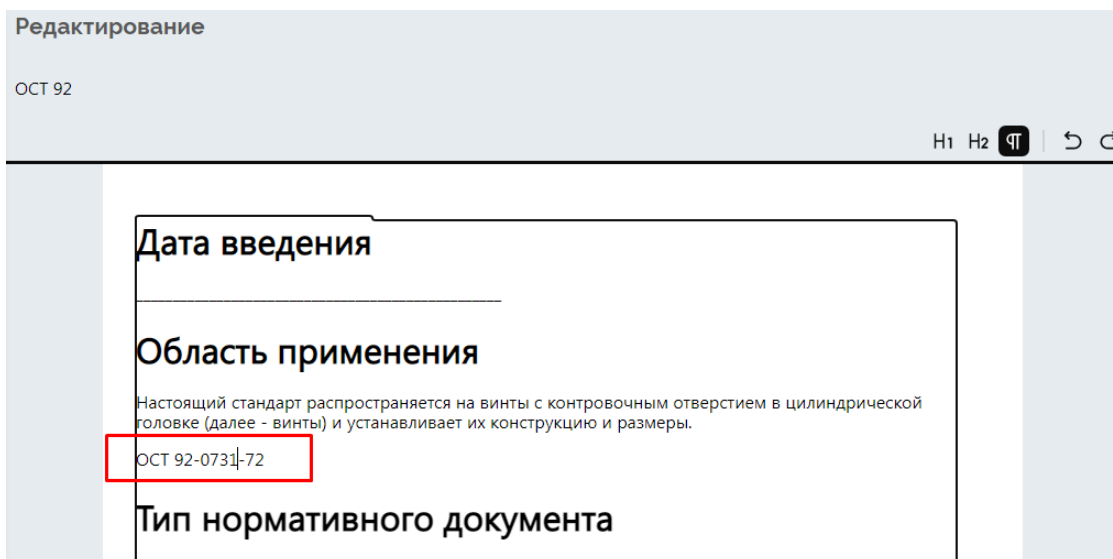 Редактирование
ОСТ 92
H1 H2 ¶
Дата введения
____________________________________________________
Область применения
Настоящий стандарт распространяется на винты с контровочным отверстием в цилиндрической
головке (далее - винты) и устанавливает их конструкцию и размеры.
ОСТ 92-0731-72
Тип нормативного документа